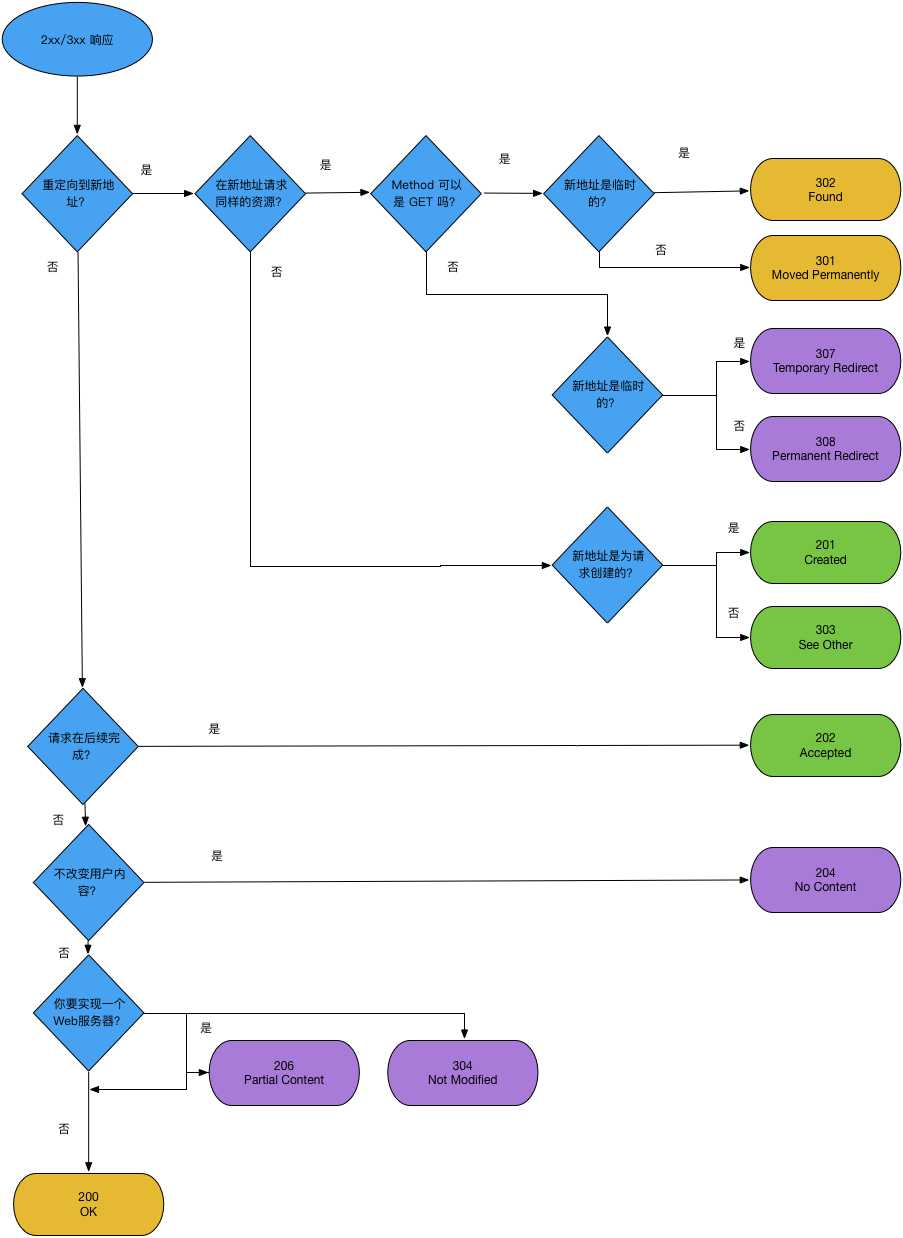 2xx/3xx 响应
重定向到新地
址?
是
在新地址请求
同样的资源?
是
Method 可以
是 GET 吗?
是
新地址是临时
的?
是
302
Found
否
301
Moved Permanently
否
否
否
新地址是临时
的?
是
307
Temporary Redirect
否
308
Permanent Redirect
新地址是为请
求创建的?
是
201
Created
否
303
See Other
请求在后续完
成?
是
202
Accepted
否
不改变用户内
容?
是
204
No Content
否
你要实现一个
Web服务器?
是
206
Partial Content
304
Not Modified
否
200
OK